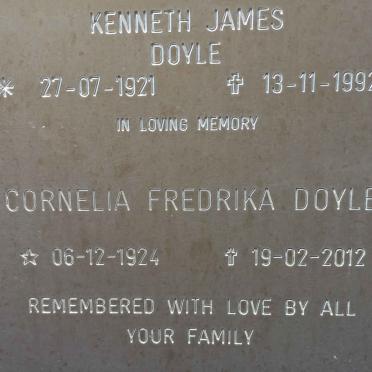 KENNETH JAMES
DOYLE
* 27-07-1921 ✝ 13-11-1992
IN LOVING MEMORY
CORNELIA FREDRIKA DOYLE
☆ 06-12-1924 ✝ 19-02-2012
REMEMBERED WITH LOVE BY ALL
YOUR FAMILY